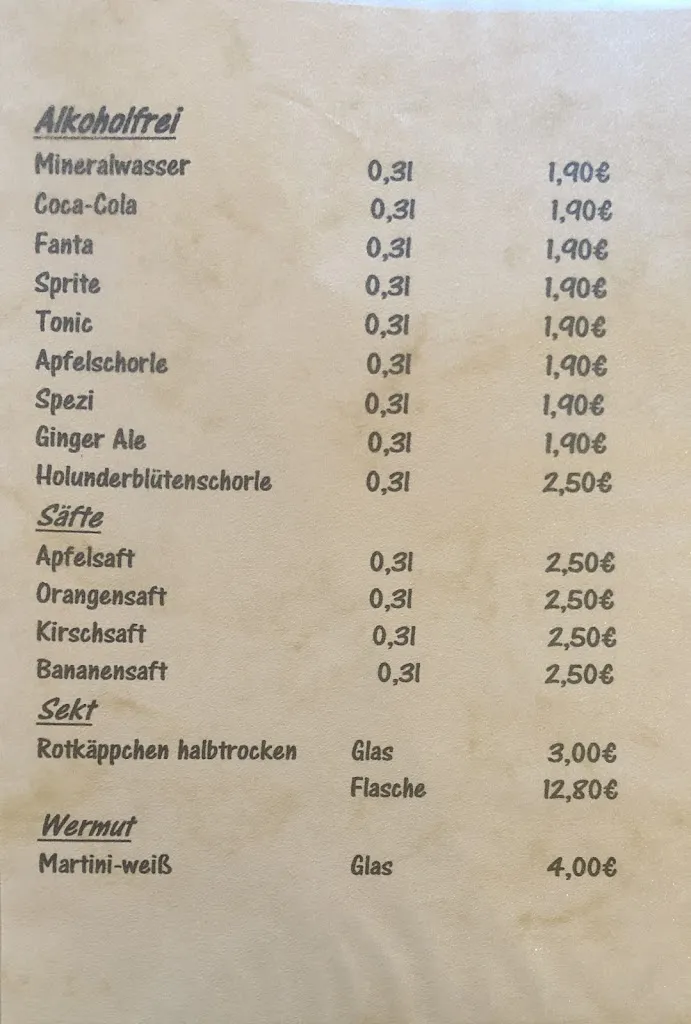 Alkoholfrei
Mineralwasser 0,3l 1,90€
Coca-Cola 0,3l 1,90€
Fanta 0,3l 1,90€
Sprite 0,3l 1,90€
Tonic 0,3l 1,90€
Apfelschorle 0,3l 1,90€
Spezi 0,3l 1,90€
Ginger Ale 0,3l 1,90€
Holunderblütenschorle 0,3l 2,50€
Säfte
Apfelsaft 0,3l 2,50€
Orangensaft 0,3l 2,50€
Kirschsaft 0,3l 2,50€
Bananensaft 0,3l 2,50€
Sekt
Rotkäppchen halbtrocken Glas 3,00€
Flasche 12,80€
Wermut
Martini-weiß Glas 4,00€